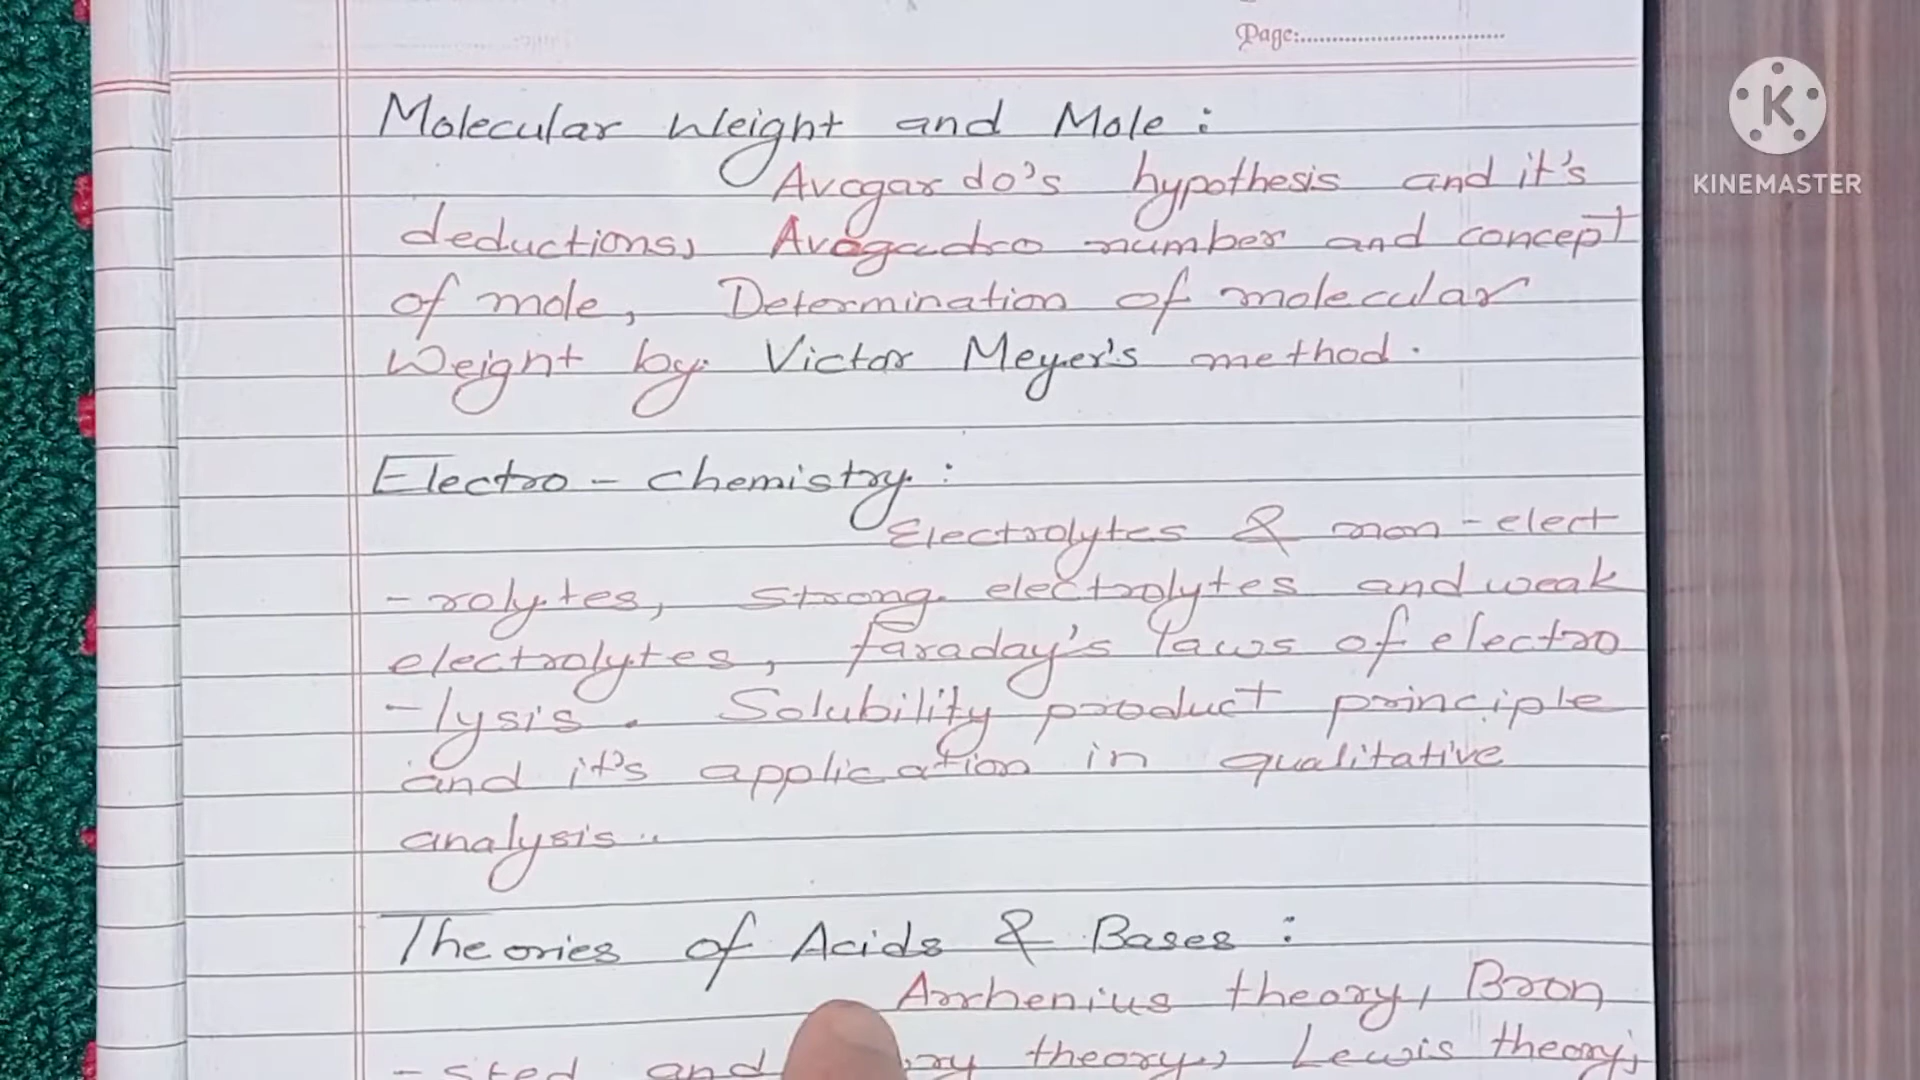 Page:
K
KINEMASTER
Molecular Weight and Mole :
Avogardo's hypothesis and it's
deductions, Avogadro number and concept
of mole, Determination of molecular
Weight by Victor Meyer's method.
Electro - chemistry :
Electrolytes & non - elect
- rolytes, strong electrolytes and weak
electrolytes, faraday's laws of electro
- lysis. Solubility product principle
and it's application in qualitative
analysis..
Theories of Acids & Bases :
Arrhenius theory, Bron
- sted and theory, Lewis theory,